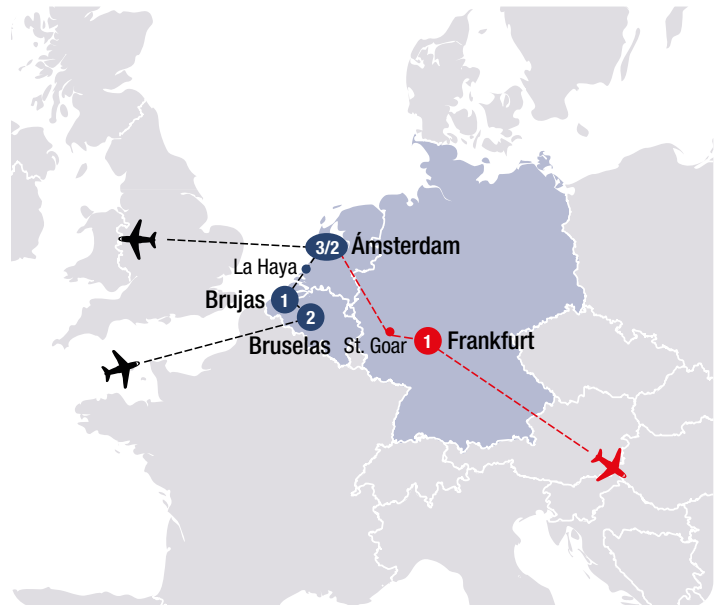 3/2 Ámsterdam
La Haya
Brujas 1
2
Bruselas
St. Goar 1 Frankfurt